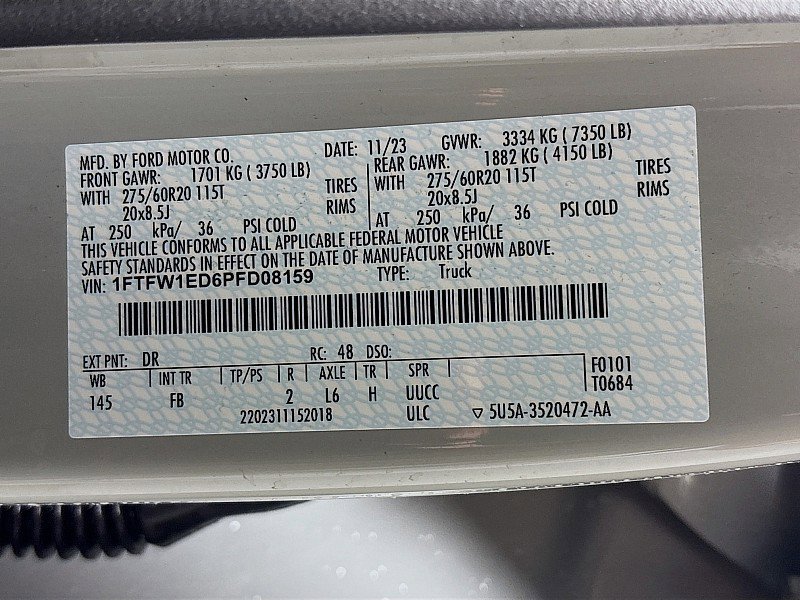 MFD. BY FORD MOTOR CO. DATE: 11/23 GVWR: 3334 KG ( 7350 LB)
FRONT GAWR: 1701 KG ( 3750 LB) REAR GAWR: 1882 KG ( 4150 LB)
WITH 275/60R20 115T TIRES WITH 275/60R20 115T TIRES
20x8.5J RIMS 20x8.5J RIMS
AT 250 kPa/ 36 PSI COLD AT 250 kPa/ 36 PSI COLD
THIS VEHICLE CONFORMS TO ALL APPLICABLE FEDERAL MOTOR VEHICLE
SAFETY STANDARDS IN EFFECT ON THE DATE OF MANUFACTURE SHOWN ABOVE.
VIN: 1FTFW1ED6PFD08159 TYPE: Truck
EXT PNT: DR RC: 48 DSO:
WB INT TR TP/PS R AXLE TR SPR F0101
145 FB 2 L6 H UUCC T0684
2202311152018 ULC ▽ 5U5A-3520472-AA